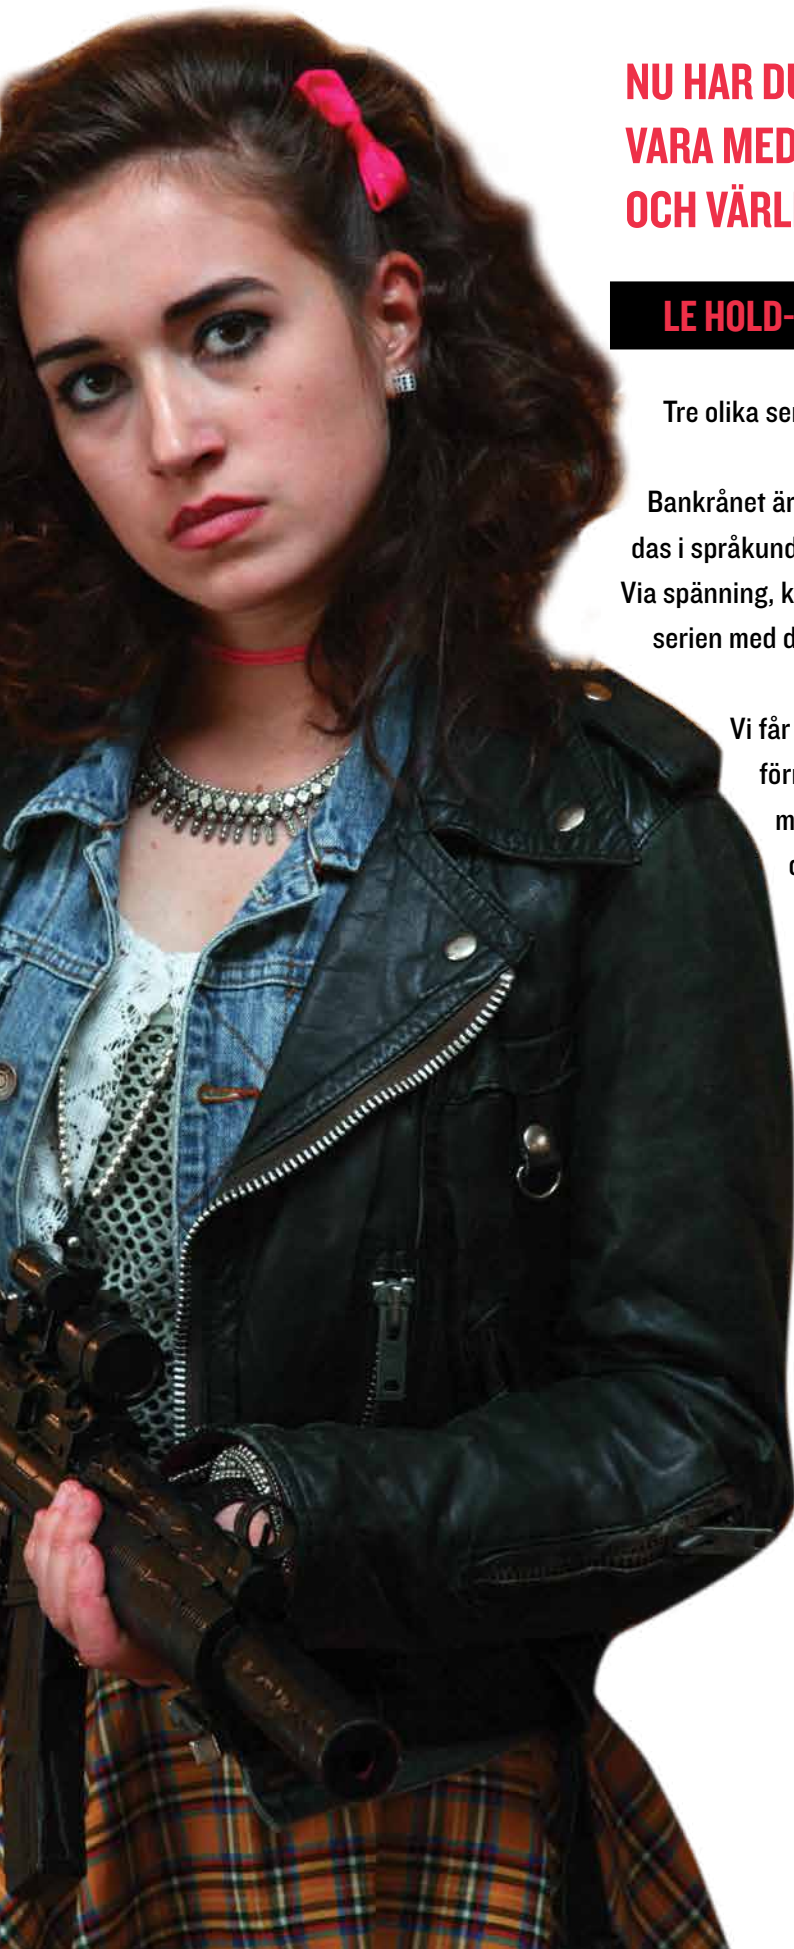 NU HAR DU
VARA MED
OCH VÄRL
LE HOLD-
Tre olika ser
Bankrånet är
das i språkund
Via spänning, k
serien med d
Vi får
förr
m